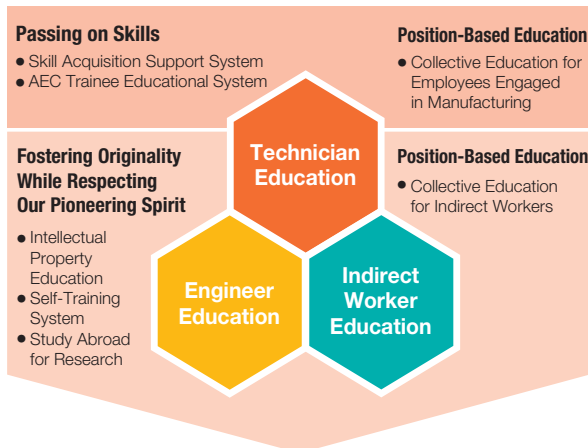 Passing on Skills
● Skill Acquisition Support System
● AEC Trainee Educational System
Position-Based Education
● Collective Education for
Employees Engaged
in Manufacturing
Technician
Education
Fostering Originality
While Respecting
Our Pioneering Spirit
● Intellectual
Property
Education
● Self-Training
System
● Study Abroad
for Research
Position-Based Education
● Collective Education
for Indirect Workers
Engineer
Education
Indirect
Worker
Education